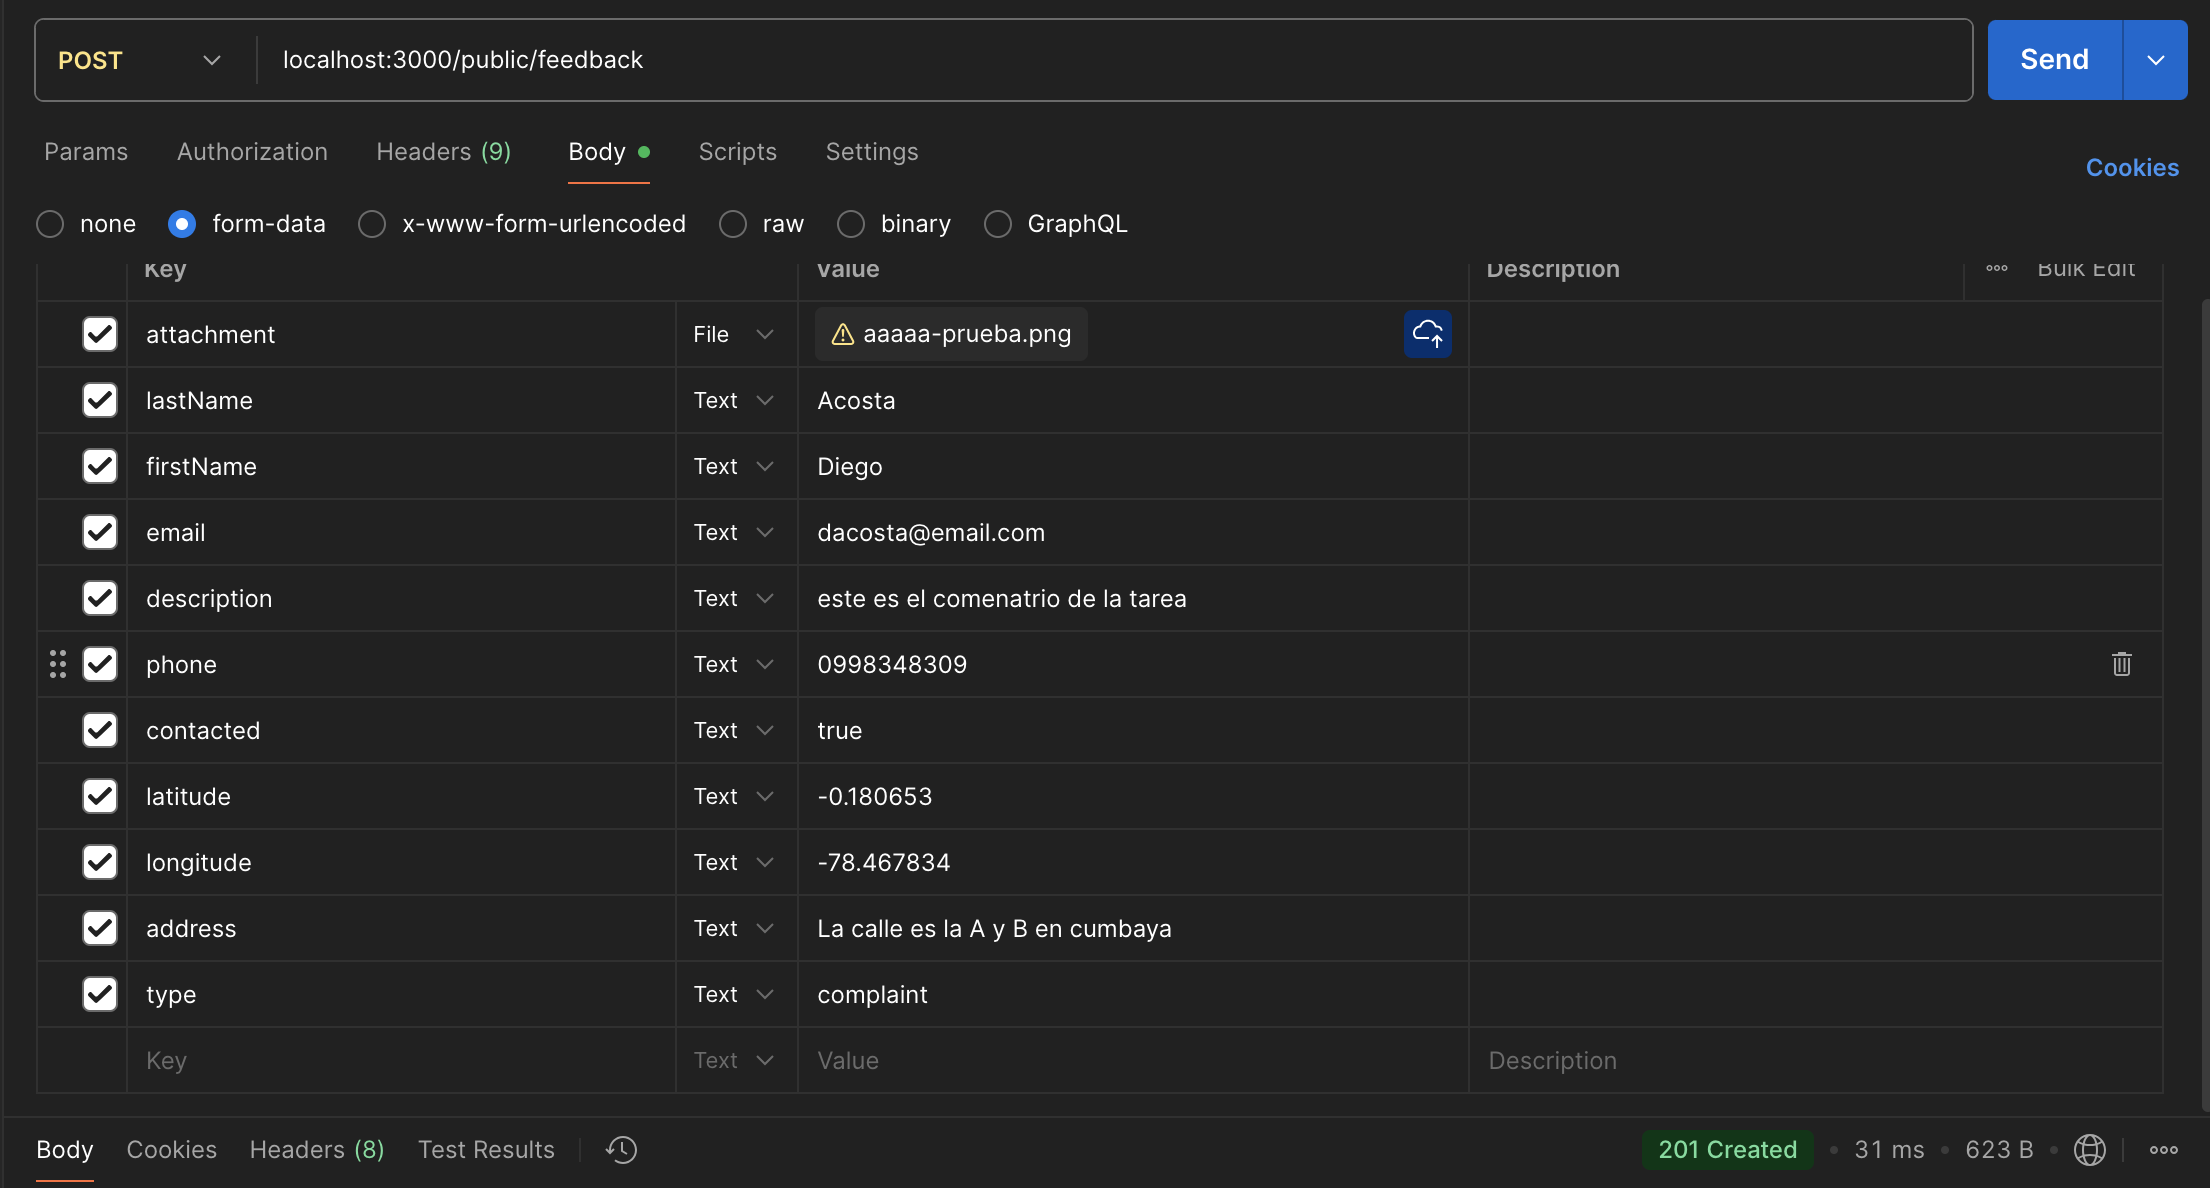 POST localhost:3000/public/feedback Send
Params Authorization Headers (9) Body Scripts Settings
Cookies
none form-data x-www-form-urlencoded raw binary GraphQL
Key Value Description Bulk Edit
attachment File aaaaa-prueba.png
lastName Text Acosta
firstName Text Diego
email Text dacosta@email.com
description Text este es el comenatrio de la tarea
phone Text 0998348309
contacted Text true
latitude Text -0.180653
longitude Text -78.467834
address Text La calle es la A y B en cumbaya
type Text complaint
Key Text Value Description
Body Cookies Headers (8) Test Results 201 Created 31 ms 623 B